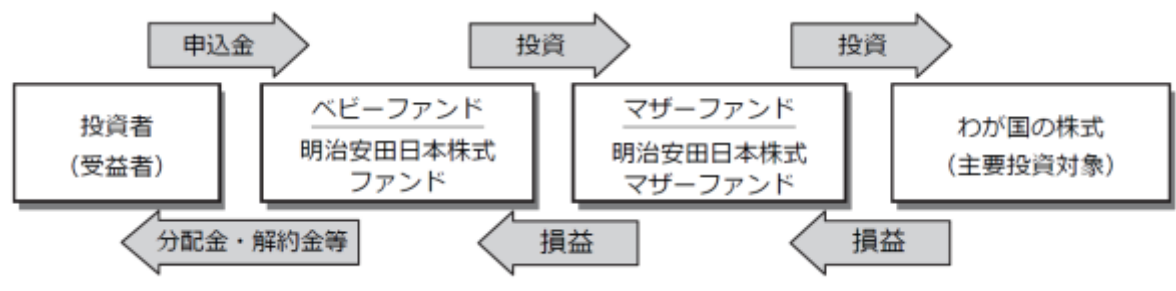 申込金
投資
投資
投資者
（受益者）
ベビーファンド
明治安田日本株式
ファンド
マザーファンド
明治安田日本株式
マザーファンド
わが国の株式
（主要投資対象）
分配金・解約金等
損益
損益